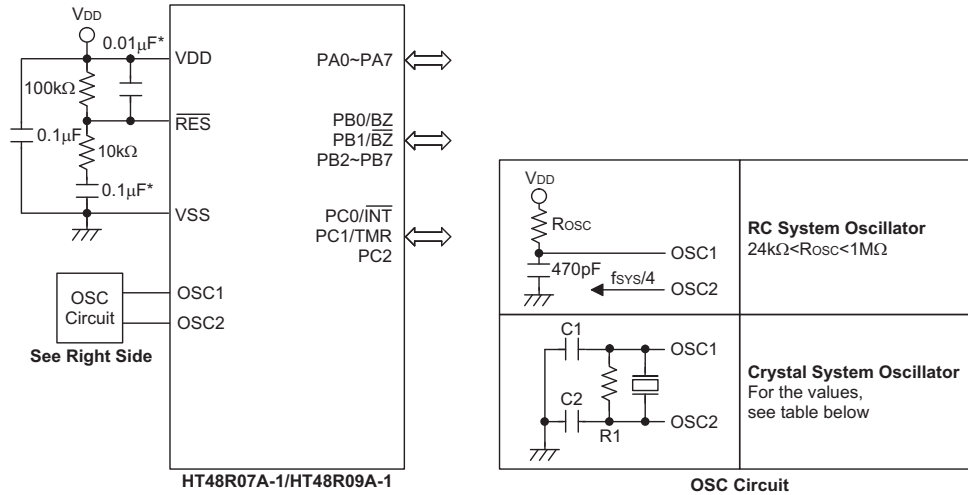 VDD
0.01μF*
VDD
100kΩ
RES
0.1μF
10kΩ
0.1μF*
VSS
OSC
Circuit
OSC1
OSC2
See Right Side
PA0~PA7
PB0/BZ
PB1/BZ
PB2~PB7
PC0/INT
PC1/TMR
PC2
HT48R07A-1/HT48R09A-1
VDD
ROSC
OSC1
470pF
fSYS/4
OSC2
RC System Oscillator
24kΩ<ROSC<1MΩ
C1
OSC1
C2
R1
OSC2
Crystal System Oscillator
For the values,
see table below
OSC Circuit